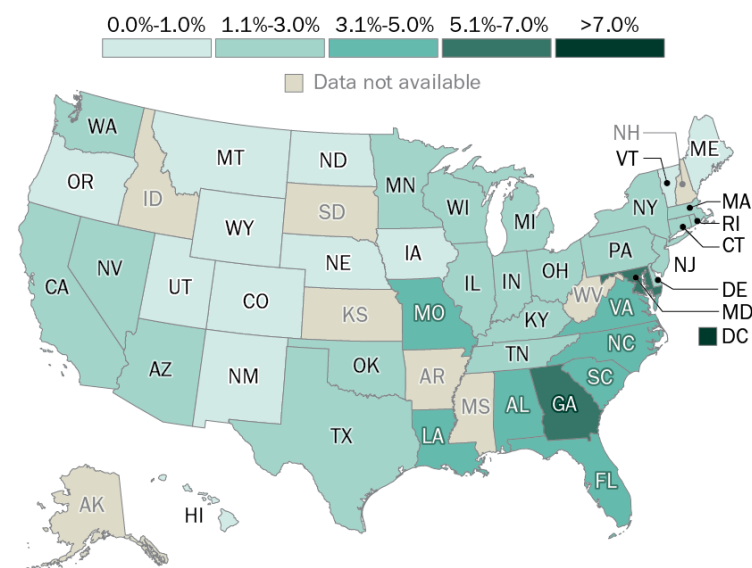 0.0%-1.0% 1.1%-3.0% 3.1%-5.0% 5.1%-7.0% >7.0%
Data not available
NH
WA
VT
ME
MT
ND
OR
MN
ID
SD
WI
NY
MA
MI
RI
WY
CT
PA
IA
NE
NJ
NV
OH
IL
IN
DE
UT
CA
CO
WV
VA
MD
KS
MO
KY
DC
NC
TN
OK
AZ
NM
AR
SC
MS
AL
GA
TX
LA
FL
AK
HI